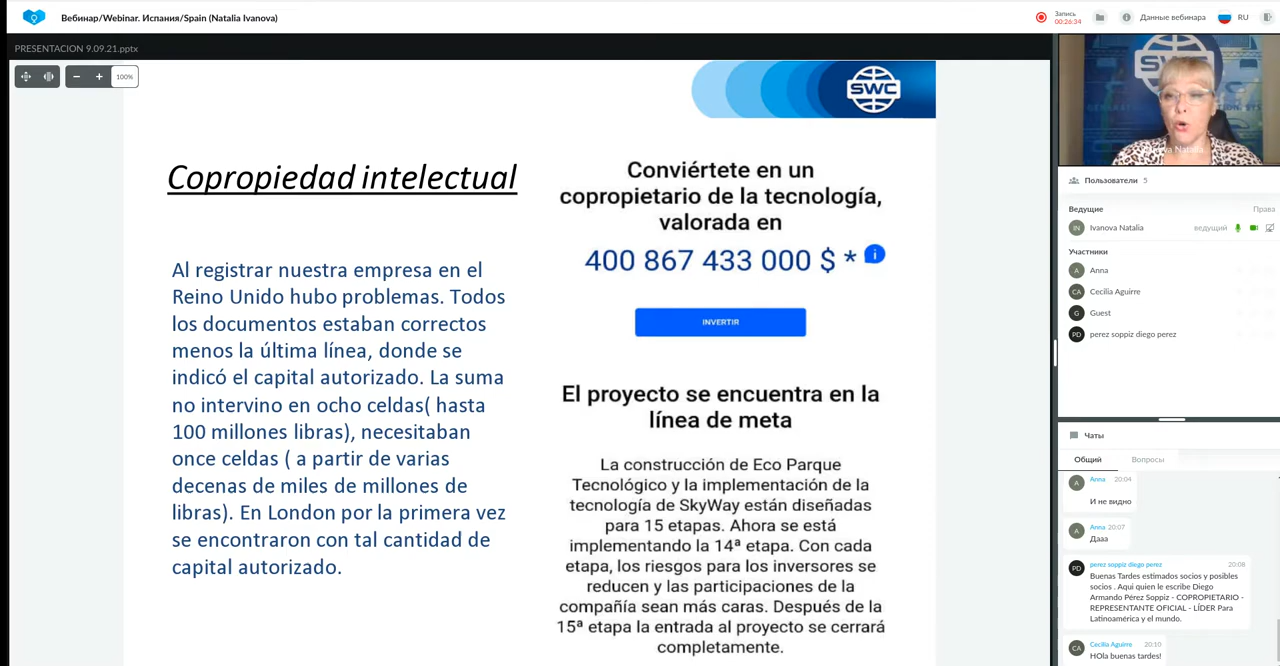 Вебинар/Webinar. Испания/Spain (Natalia Ivanova)
Запись
00:26:34
Данные вебинара
RU
PRESENTACION 9.09.21.pptx
100%
SWC
Copropiedad intelectual
Al registrar nuestra empresa en el
Reino Unido hubo problemas. Todos
los documentos estaban correctos
menos la última línea, donde se
indicó el capital autorizado. La suma
no intervino en ocho celdas( hasta
100 millones libras), necesitaban
once celdas ( a partir de varias
decenas de miles de millones de
libras). En London por la primera vez
se encontraron con tal cantidad de
capital autorizado.
Conviértete en un
copropietario de la tecnología,
valorada en
400 867 433 000 $ *
INVERTIR
El proyecto se encuentra en la
línea de meta
La construcción de Eco Parque
Tecnológico y la implementación de la
tecnología de SkyWay están diseñadas
para 15 etapas. Ahora se está
implementando la 14ª etapa. Con cada
etapa, los riesgos para los inversores se
reducen y las participaciones de la
compañía sean más caras. Después de la
15ª etapa la entrada al proyecto se cerrará
completamente.
SWC
Пользователи 5
Ведущие
Права
IN
Ivanova Natalia
ведущий
Участники
A
Anna
CA
Cecilia Aguirre
G
Guest
PD
perez soppiz diego perez
Чаты
Общий
Вопросы
A
Anna 20:04
И не видно
A
Anna 20:07
Дааа
PD
perez soppiz diego perez 20:08
Buenas Tardes estimados socios y posibles
socios . Aqui quien le escribe Diego
Armando Pérez Soppiz - COPROPIETARIO -
REPRESENTANTE OFICIAL - LÍDER Para
Latinoamérica y el mundo.
CA
Cecilia Aguirre 20:10
HOla buenas tardes!